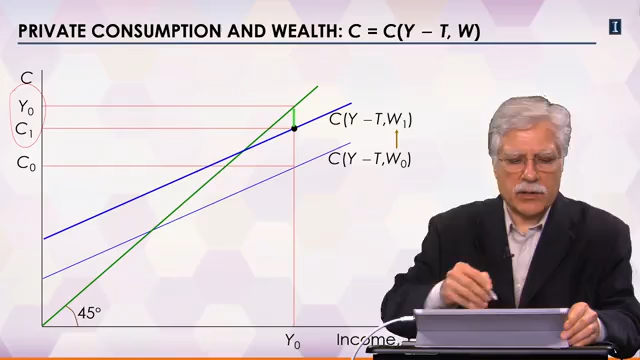 PRIVATE CONSUMPTION AND WEALTH: C = C(Y – T, W)
I
C
Y₀
C₁
C₀
C(Y – T,W₁)
C(Y – T,W₀)
45°
Y₀
Income,